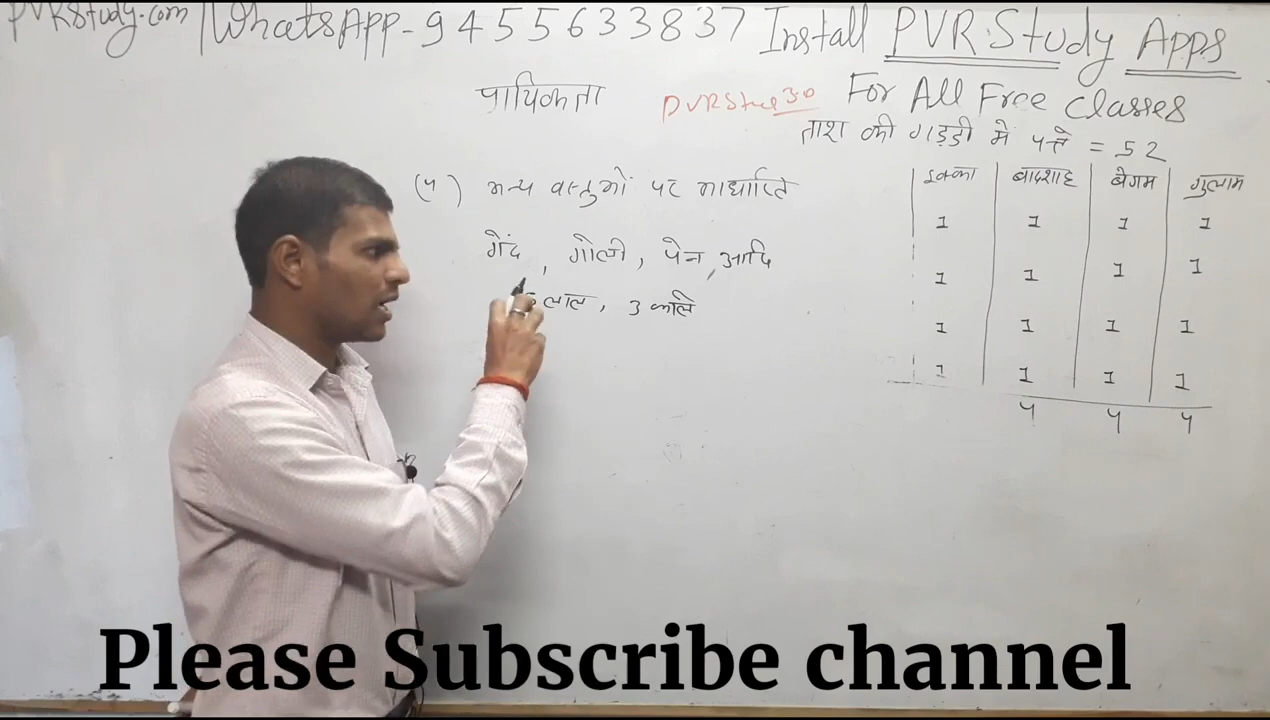 PVRStudy.com | WhatsApp-9455633837 Install PVR Study Apps
प्रायिकता PVRStudy 30 For All Free Classes
ताश की गड्डी मे पत्ते = 52
(4) अन्य वस्तुओं पर आधारित
गेंद, गोली, पेन, आदि
लाल, 3 काले
इक्का बादशाह बेगम गुलाम
1 1 1 1
1 1 1 1
1 1 1 1
1 1 1 1
4 4 4
Please Subscribe channel